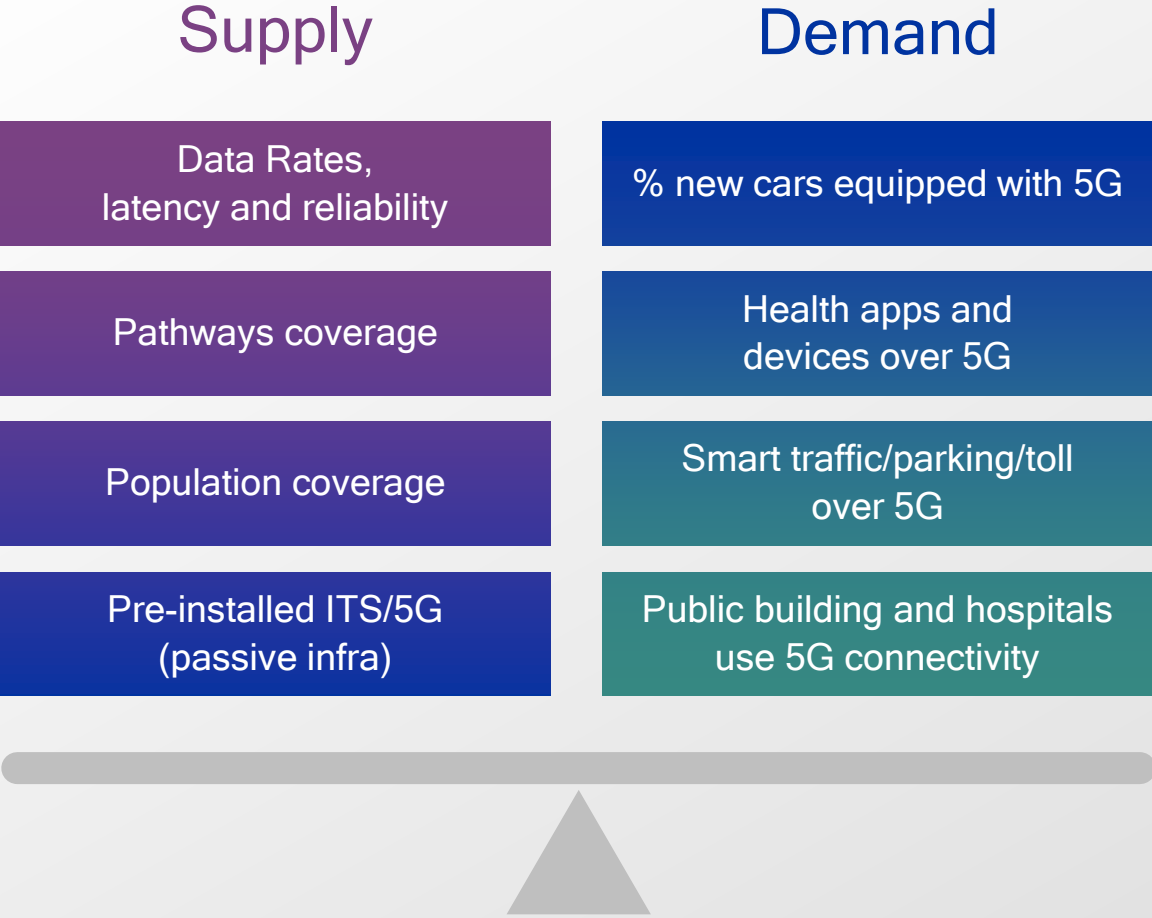 Supply
Demand
Data Rates,
latency and reliability
% new cars equipped with 5G
Pathways coverage
Health apps and
devices over 5G
Population coverage
Smart traffic/parking/toll
over 5G
Pre-installed ITS/5G
(passive infra)
Public building and hospitals
use 5G connectivity